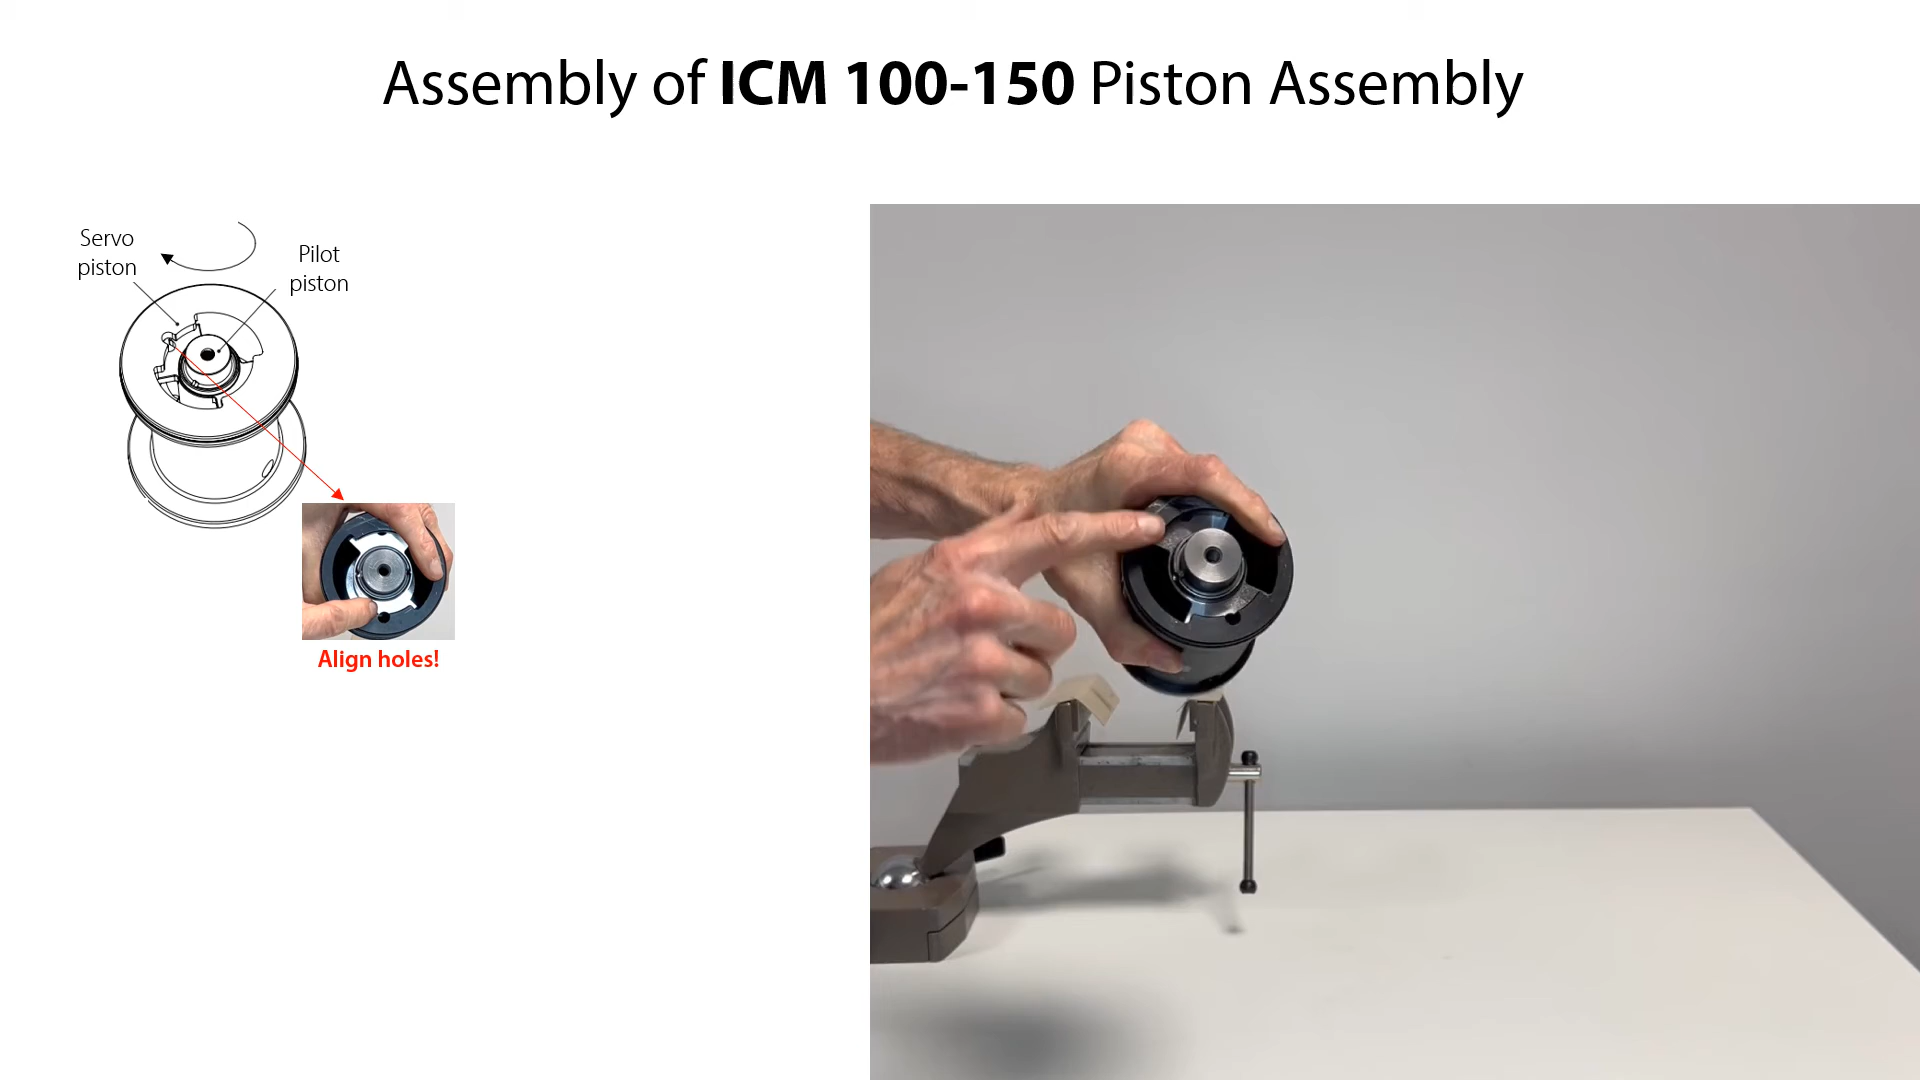 Assembly of ICM 100-150 Piston Assembly
Servo
piston
Pilot
piston
Align holes!